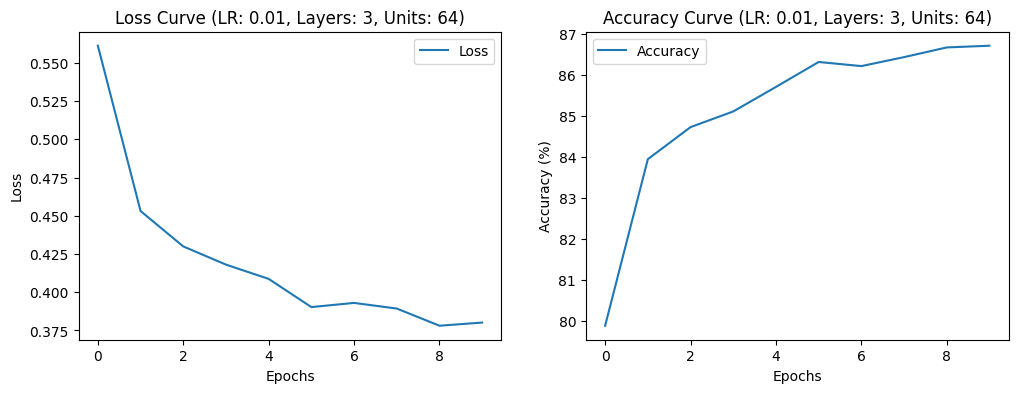 Loss Curve (LR: 0.01, Layers: 3, Units: 64)
Loss
0.550
0.525
0.500
0.475
0.450
0.425
0.400
0.375
Loss
0 2 4 6 8
Epochs
Accuracy Curve (LR: 0.01, Layers: 3, Units: 64)
Accuracy
87
86
85
84
83
82
81
80
Accuracy (%)
0 2 4 6 8
Epochs